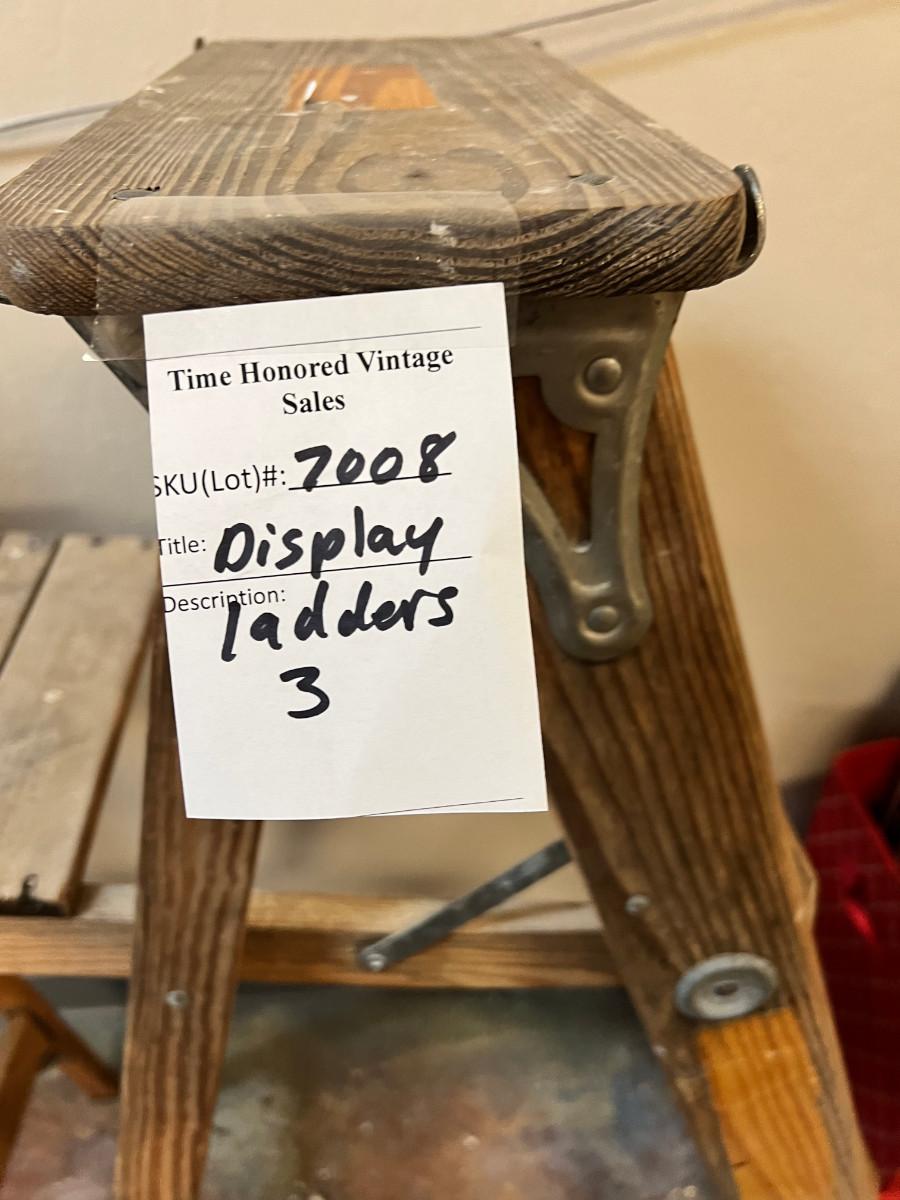 Time Honored Vintage
Sales
SKU(Lot)#: 7008
Title: Display
Description:
ladders
3